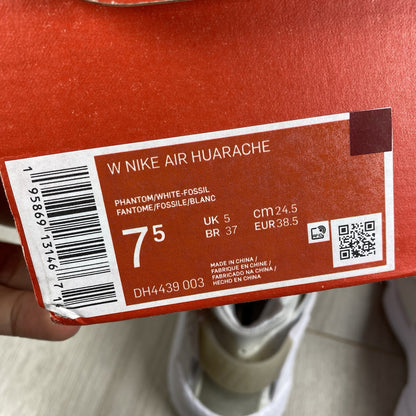 W NIKE AIR HUARACHE
PHANTOM/WHITE-FOSSIL
FANTOME/FOSSILE/BLANC
7 5
UK 5
BR 37
CM 24.5
EUR 38.5
MADE IN CHINA /
FABRIQUE EN CHINE /
FABRICADO NA CHINA /
HECHO EN CHINA
DH4439 003
1 95869 13146 7